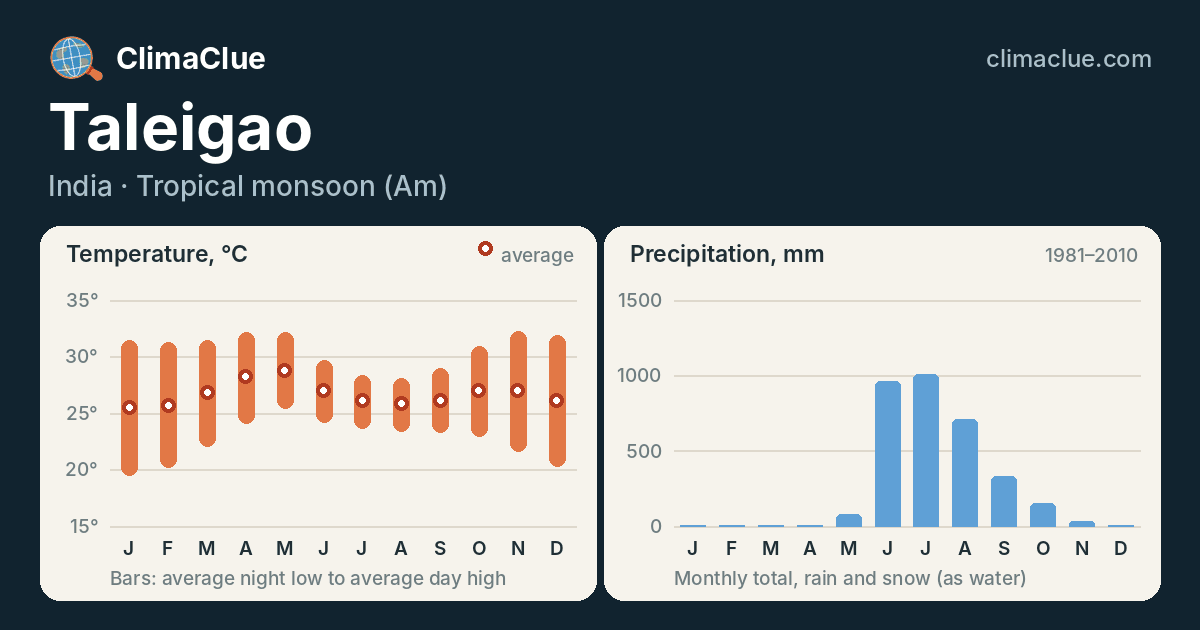 ClimaClue
climaclue.com
Taleigao
India · Tropical monsoon (Am)
Temperature, °C
average
35°
30°
25°
20°
15°
J F M A M J J A S O N D
Bars: average night low to average day high
Precipitation, mm
1981–2010
1500
1000
500
0
J F M A M J J A S O N D
Monthly total, rain and snow (as water)